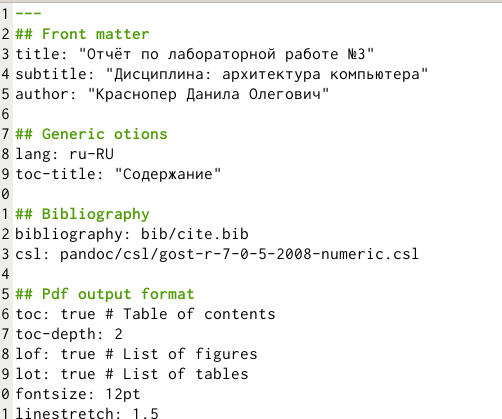 1 ---
2 ## Front matter
3 title: "Отчёт по лабораторной работе №3"
4 subtitle: "Дисциплина: архитектура компьютера"
5 author: "Краснопер Данила Олегович"
6
7 ## Generic otions
8 lang: ru-RU
9 toc-title: "Содержание"
0
1 ## Bibliography
2 bibliography: bib/cite.bib
3 csl: pandoc/csl/gost-r-7-0-5-2008-numeric.csl
4
5 ## Pdf output format
6 toc: true # Table of contents
7 toc-depth: 2
8 lof: true # List of figures
9 lot: true # List of tables
0 fontsize: 12pt
1 linestretch: 1.5